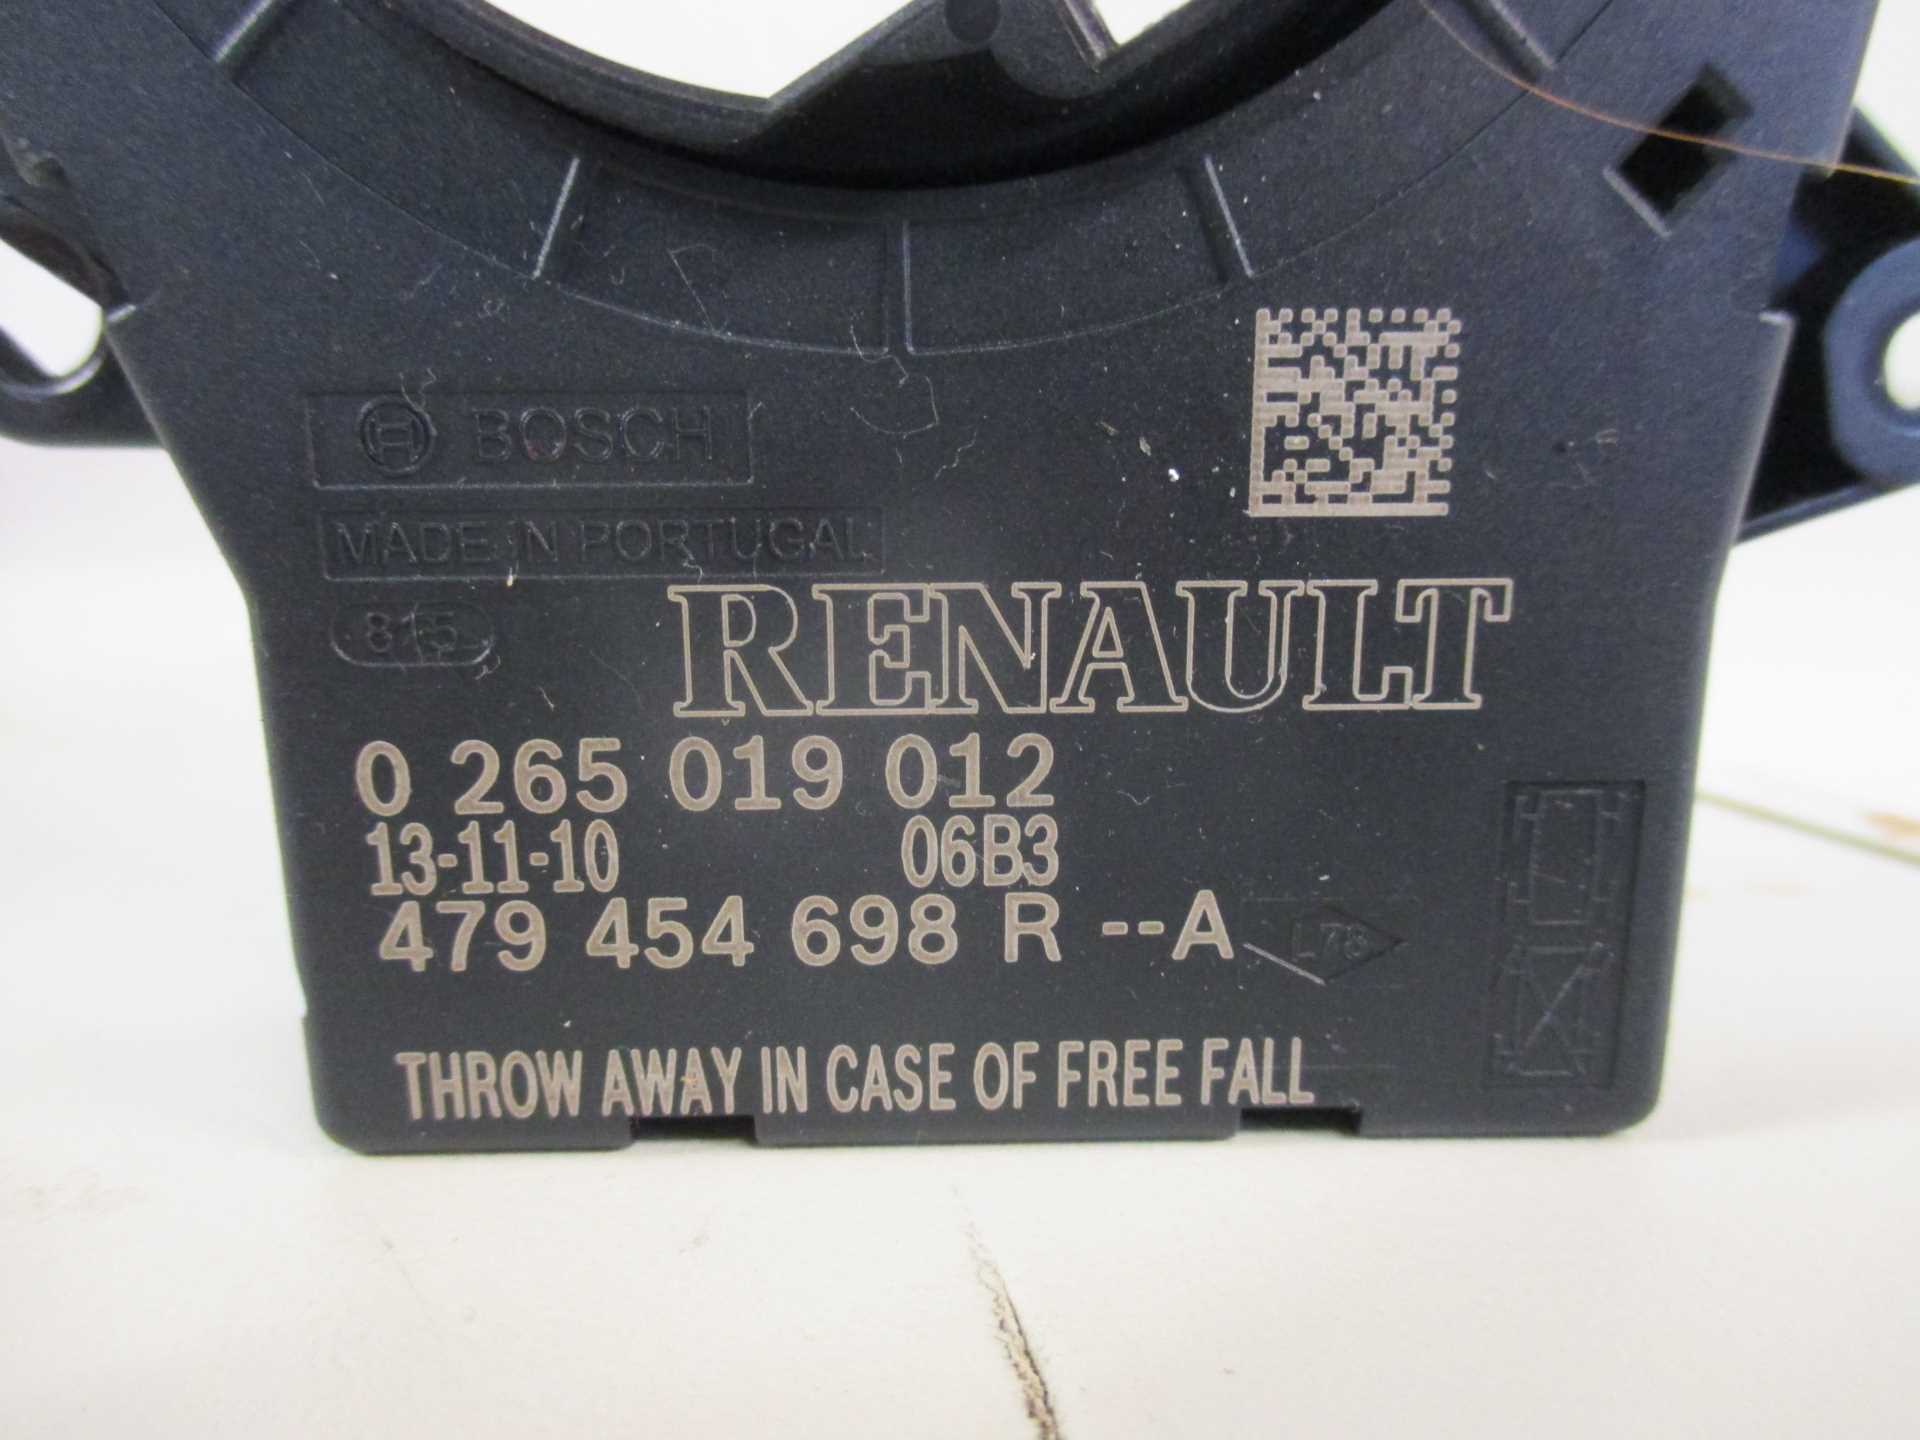 BOSCH
MADE IN PORTUGAL
815
RENAULT
0 265 019 012
13-11-10 06B3
479 454 698 R --A
L78
THROW AWAY IN CASE OF FREE FALL